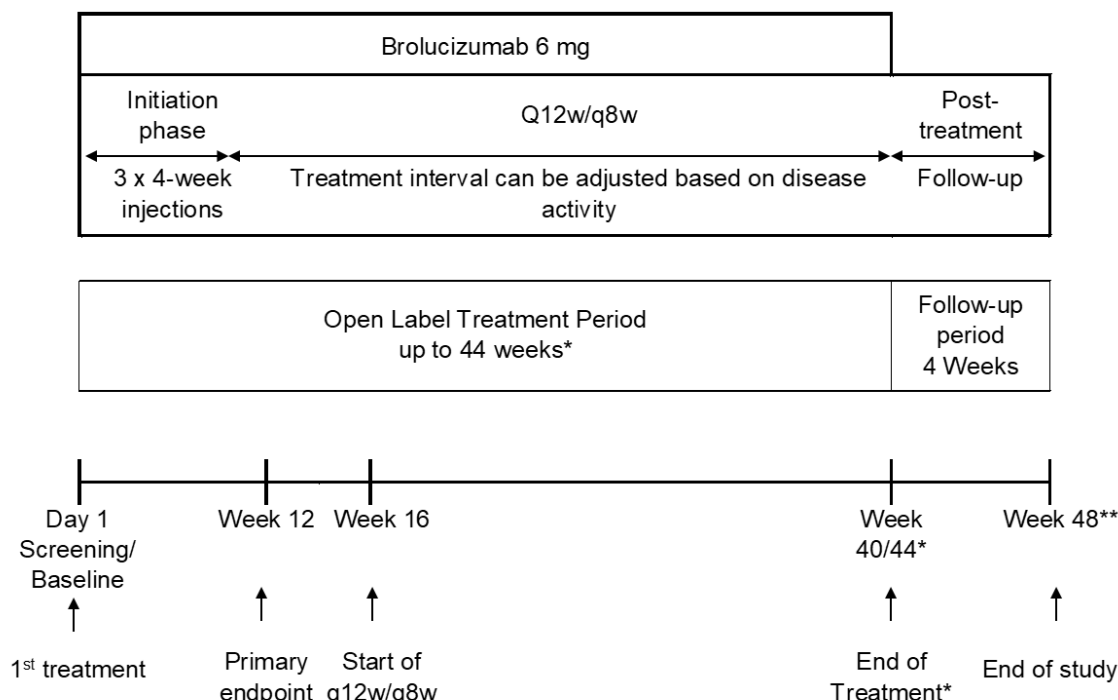 Brolucizumab 6 mg
Initiation
phase
Q12w/q8w
Post-
treatment
3 x 4-week
injections
Treatment interval can be adjusted based on disease
activity
Follow-up
Open Label Treatment Period
up to 44 weeks*
Follow-up
period
4 Weeks
Day 1
Screening/
Baseline
Week 12
Week 16
Week
40/44*
Week 48**
1st treatment
Primary
endpoint
Start of
q12w/q8w
End of
Treatment*
End of study